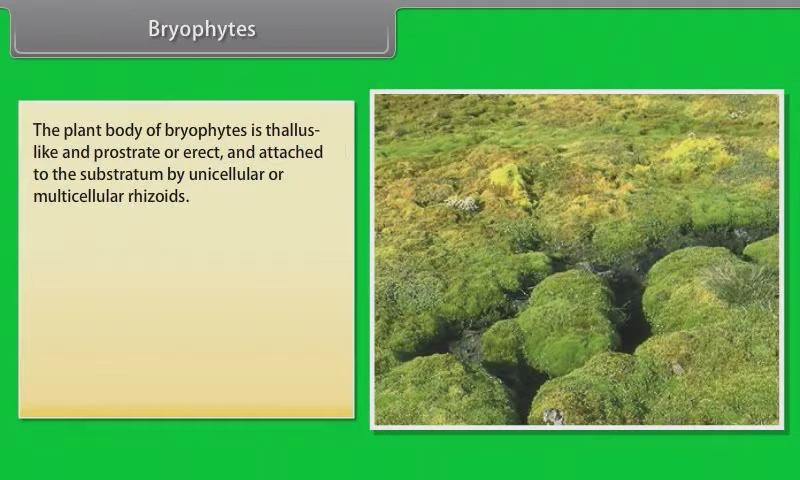 Bryophytes
The plant body of bryophytes is thallus-
like and prostrate or erect, and attached
to the substratum by unicellular or
multicellular rhizoids.